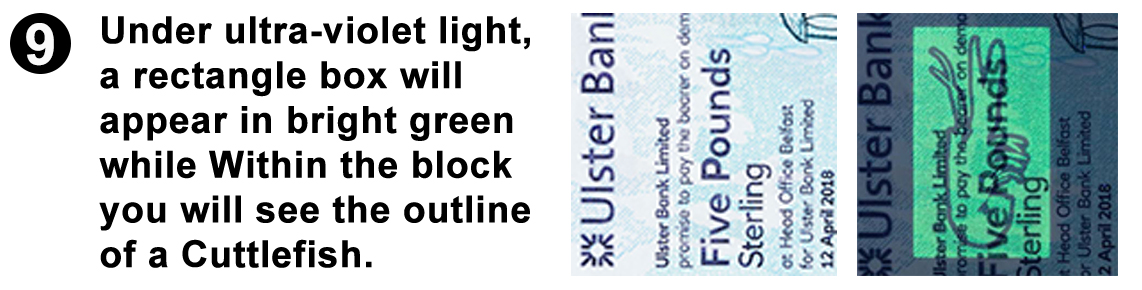 9
Under ultra-violet light,
a rectangle box will
appear in bright green
while Within the block
you will see the outline
of a Cuttlefish.
Ulster Bank
Ulster Bank Limited
promise to pay the bearer on
Five Pounds
Sterling
at Head Office Belfast
for Ulster Bank Limited
12 April 2018
Ulster Bank
Ulster Bank Limited
promise to pay the bearer on
Five Pounds
Sterling
at Head Office Belfast
for Ulster Bank Limited
12 April 2018